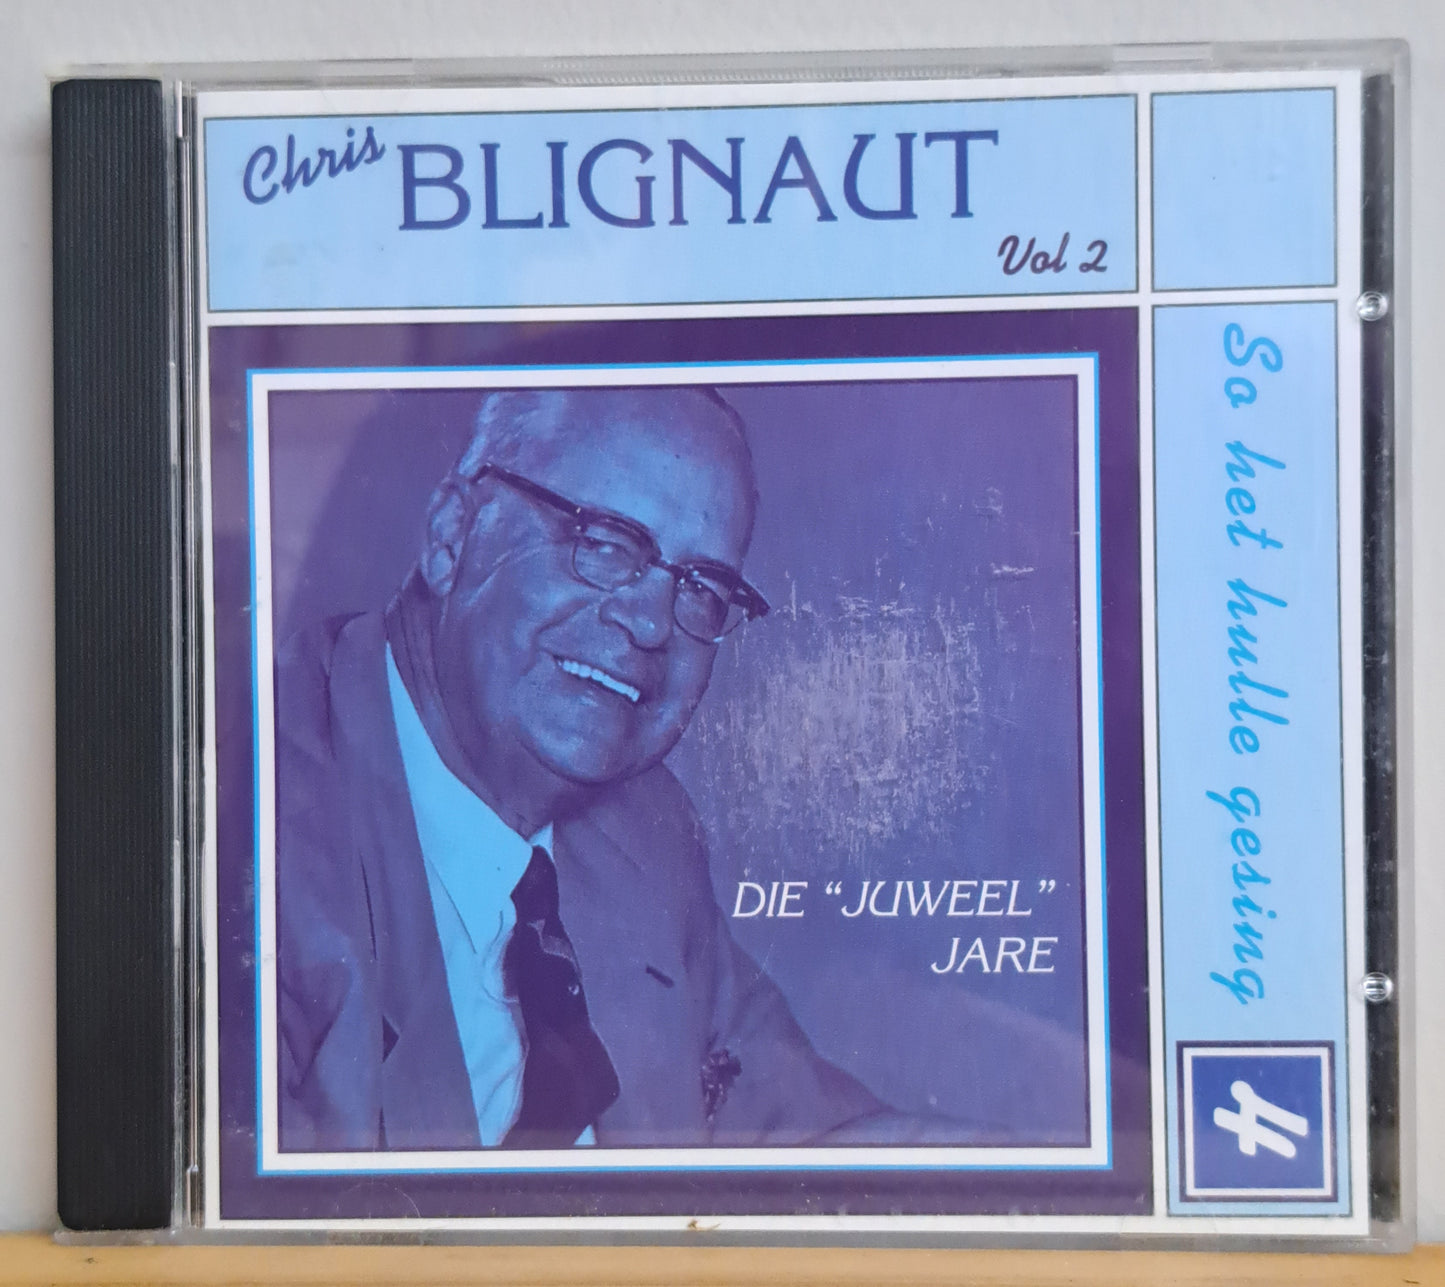 Chris BLIGNAUT
Vol 2
DIE “JUWEEL”
JARE
So het hulle gesing
4